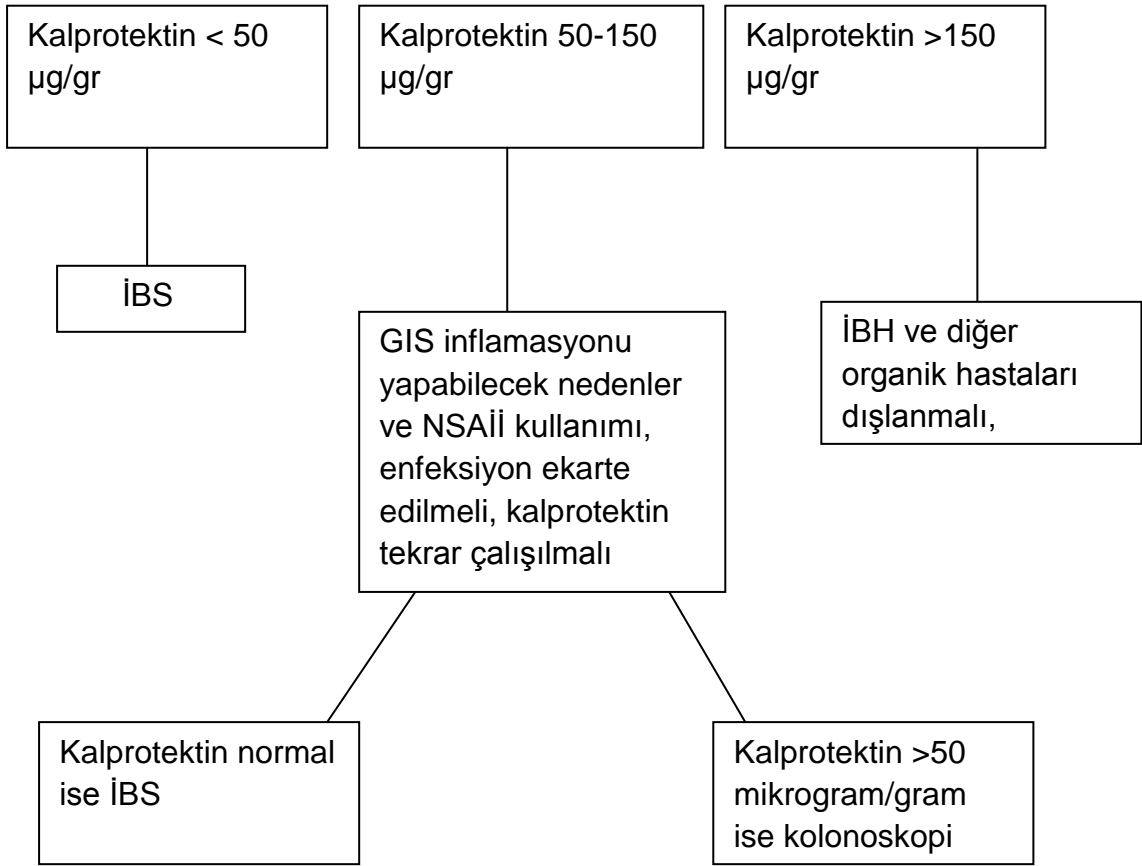 Kalprotektin < 50
µg/gr
Kalprotektin 50-150
µg/gr
Kalprotektin >150
µg/gr
İBS
GIS inflamasyonu
yapabilecek nedenler
ve NSAİİ kullanımı,
enfeksiyon ekarte
edilmeli, kalprotektin
tekrar çalışılmalı
İBH ve diğer
organik hastaları
dışlanmalı,
Kalprotektin normal
ise İBS
Kalprotektin >50
mikrogram/gram
ise kolonoskopi